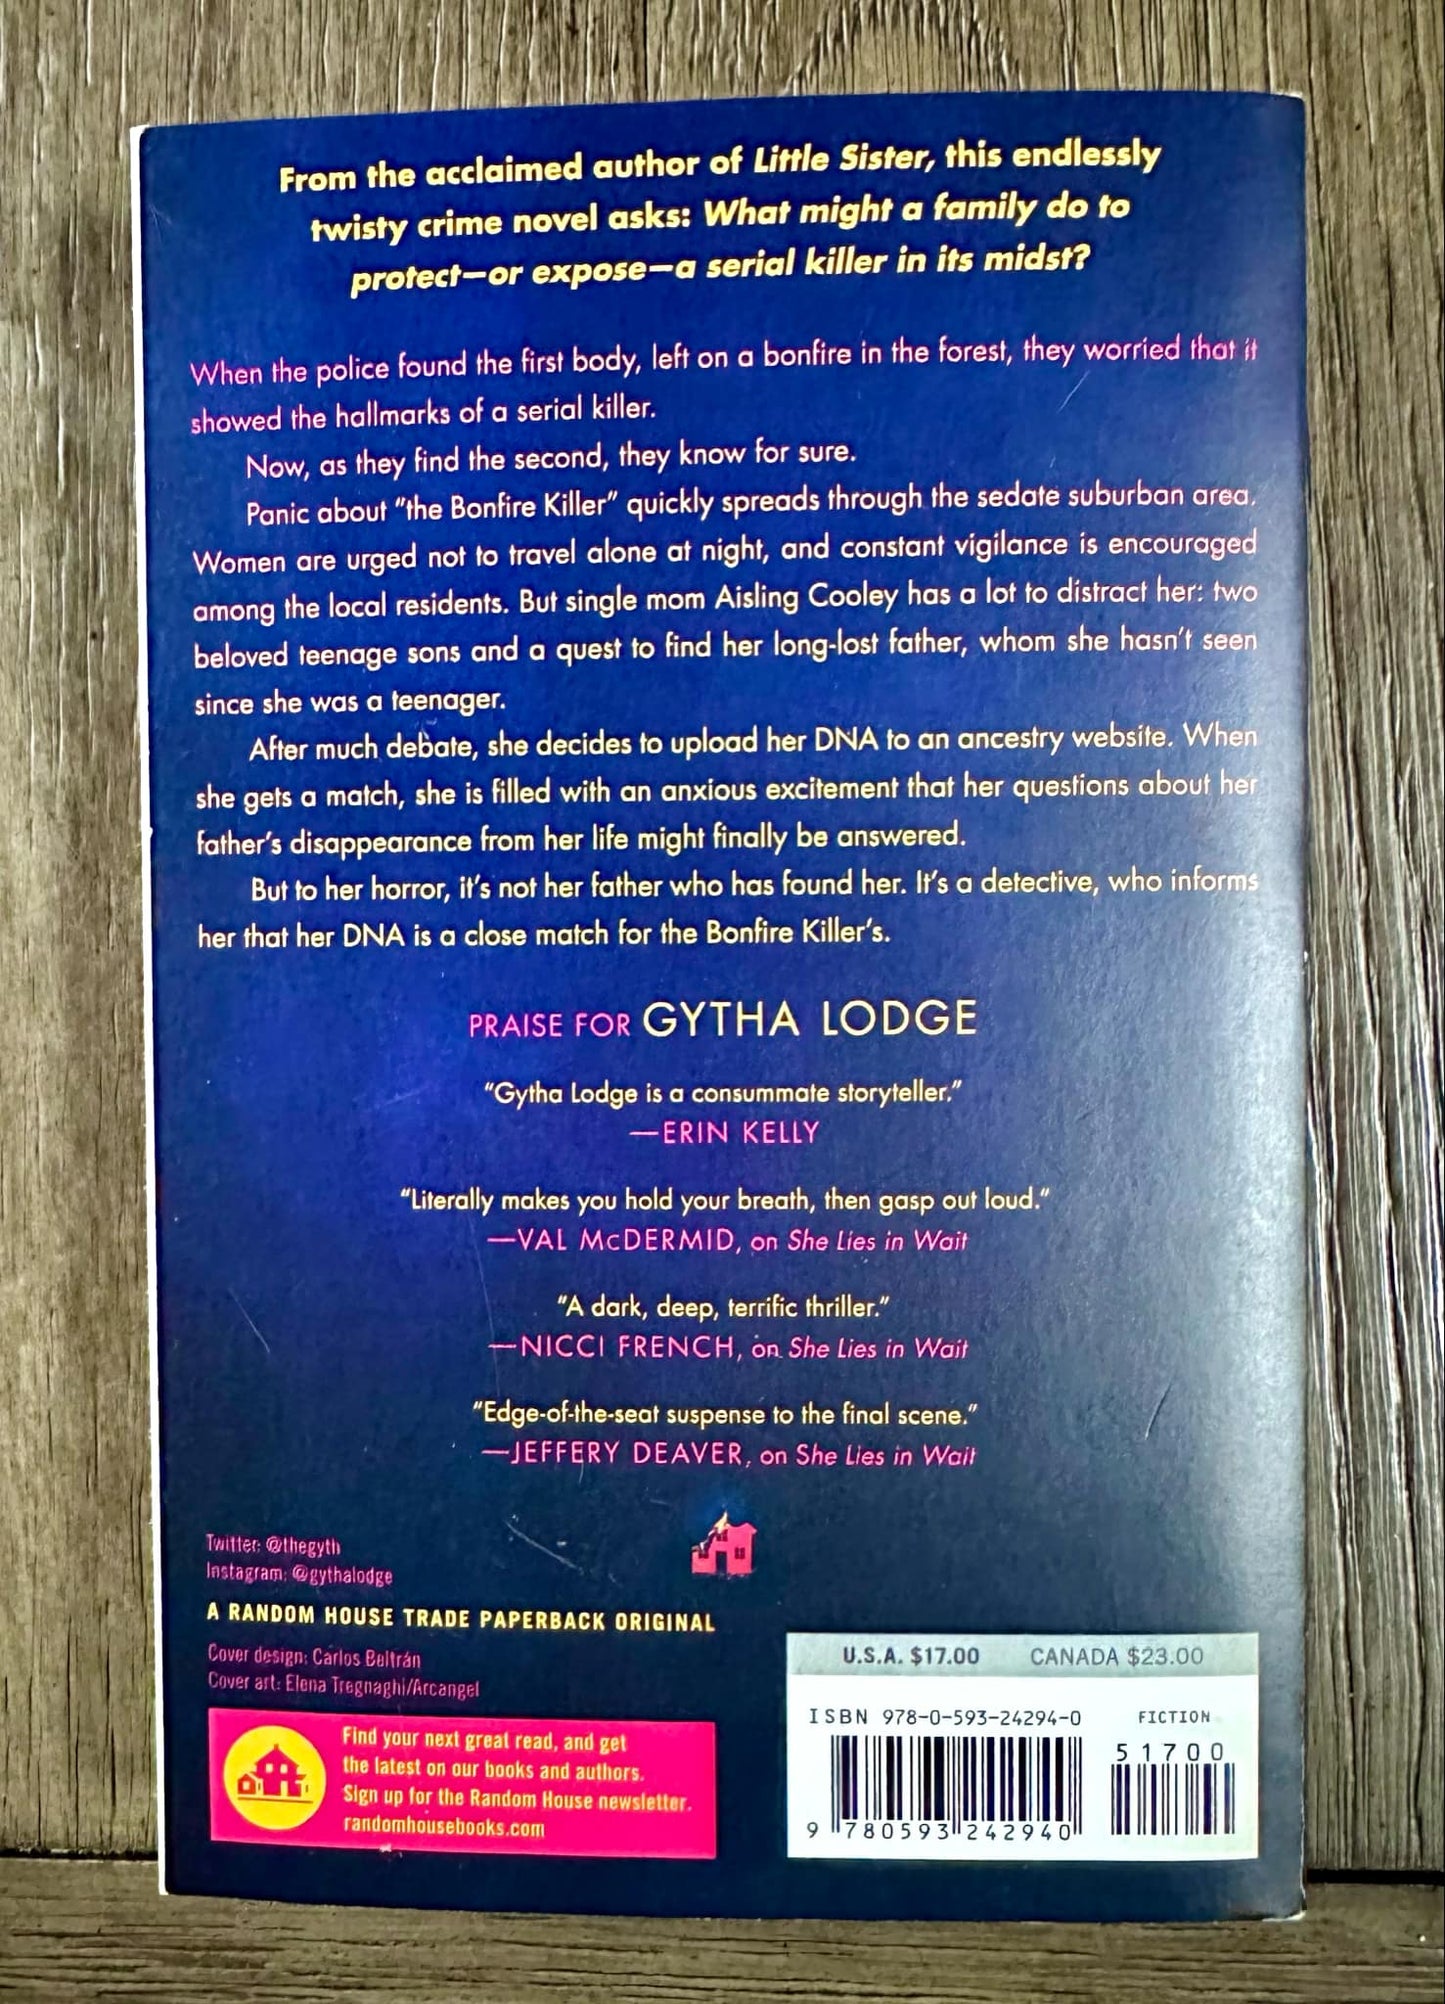 From the acclaimed author of Little Sister, this endlessly
twisty crime novel asks: What might a family do to
protect—or expose—a serial killer in its midst?
When the police found the first body, left on a bonfire in the forest, they worried that it
showed the hallmarks of a serial killer.
Now, as they find the second, they know for sure.
Panic about “the Bonfire Killer” quickly spreads through the sedate suburban area.
Women are urged not to travel alone at night, and constant vigilance is encouraged
among the local residents. But single mom Aisling Cooley has a lot to distract her: two
beloved teenage sons and a quest to find her long-lost father, whom she hasn’t seen
since she was a teenager.
After much debate, she decides to upload her DNA to an ancestry website. When
she gets a match, she is filled with an anxious excitement that her questions about her
father’s disappearance from her life might finally be answered.
But to her horror, it’s not her father who has found her. It’s a detective, who informs
her that her DNA is a close match for the Bonfire Killer’s.
PRAISE FOR GYTHA LODGE
“Gytha Lodge is a consummate storyteller.”
—ERIN KELLY
“Literally makes you hold your breath, then gasp out loud.”
—VAL McDERMID, on She Lies in Wait
“A dark, deep, terrific thriller.”
—NICCI FRENCH, on She Lies in Wait
“Edge-of-the-seat suspense to the final scene.”
—JEFFERY DEAVER, on She Lies in Wait
Twitter: @thegyth
Instagram: @gythalodge
A RANDOM HOUSE TRADE PAPERBACK ORIGINAL
Cover design: Carlos Beltrán
Cover art: Elena Tregnaghi/Arcangel
Find your next great read, and get
the latest on our books and authors.
Sign up for the Random House newsletter.
randomhousebooks.com
U.S.A. $17.00 CANADA $23.00
ISBN 978-0-593-24294-0 FICTION
51700
9 780593 242940